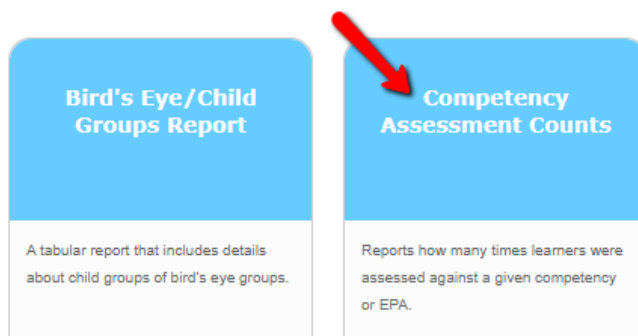 Bird's Eye/Child
Groups Report
A tabular report that includes details
about child groups of bird's eye groups.
Competency
Assessment Counts
Reports how many times learners were
assessed against a given competency
or EPA.